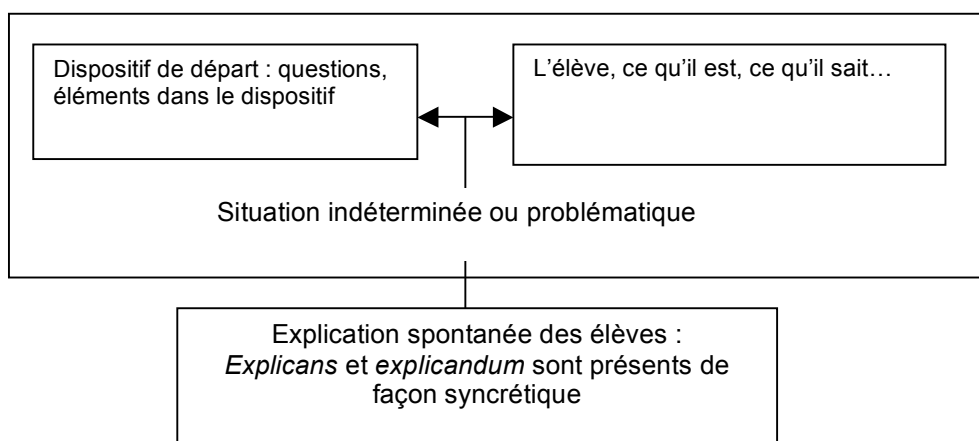 Dispositif de départ : questions,
éléments dans le dispositif
L’élève, ce qu’il est, ce qu’il sait…
Situation indéterminée ou problématique
Explication spontanée des élèves :
Explicans et explicandum sont présents de
façon syncrétique